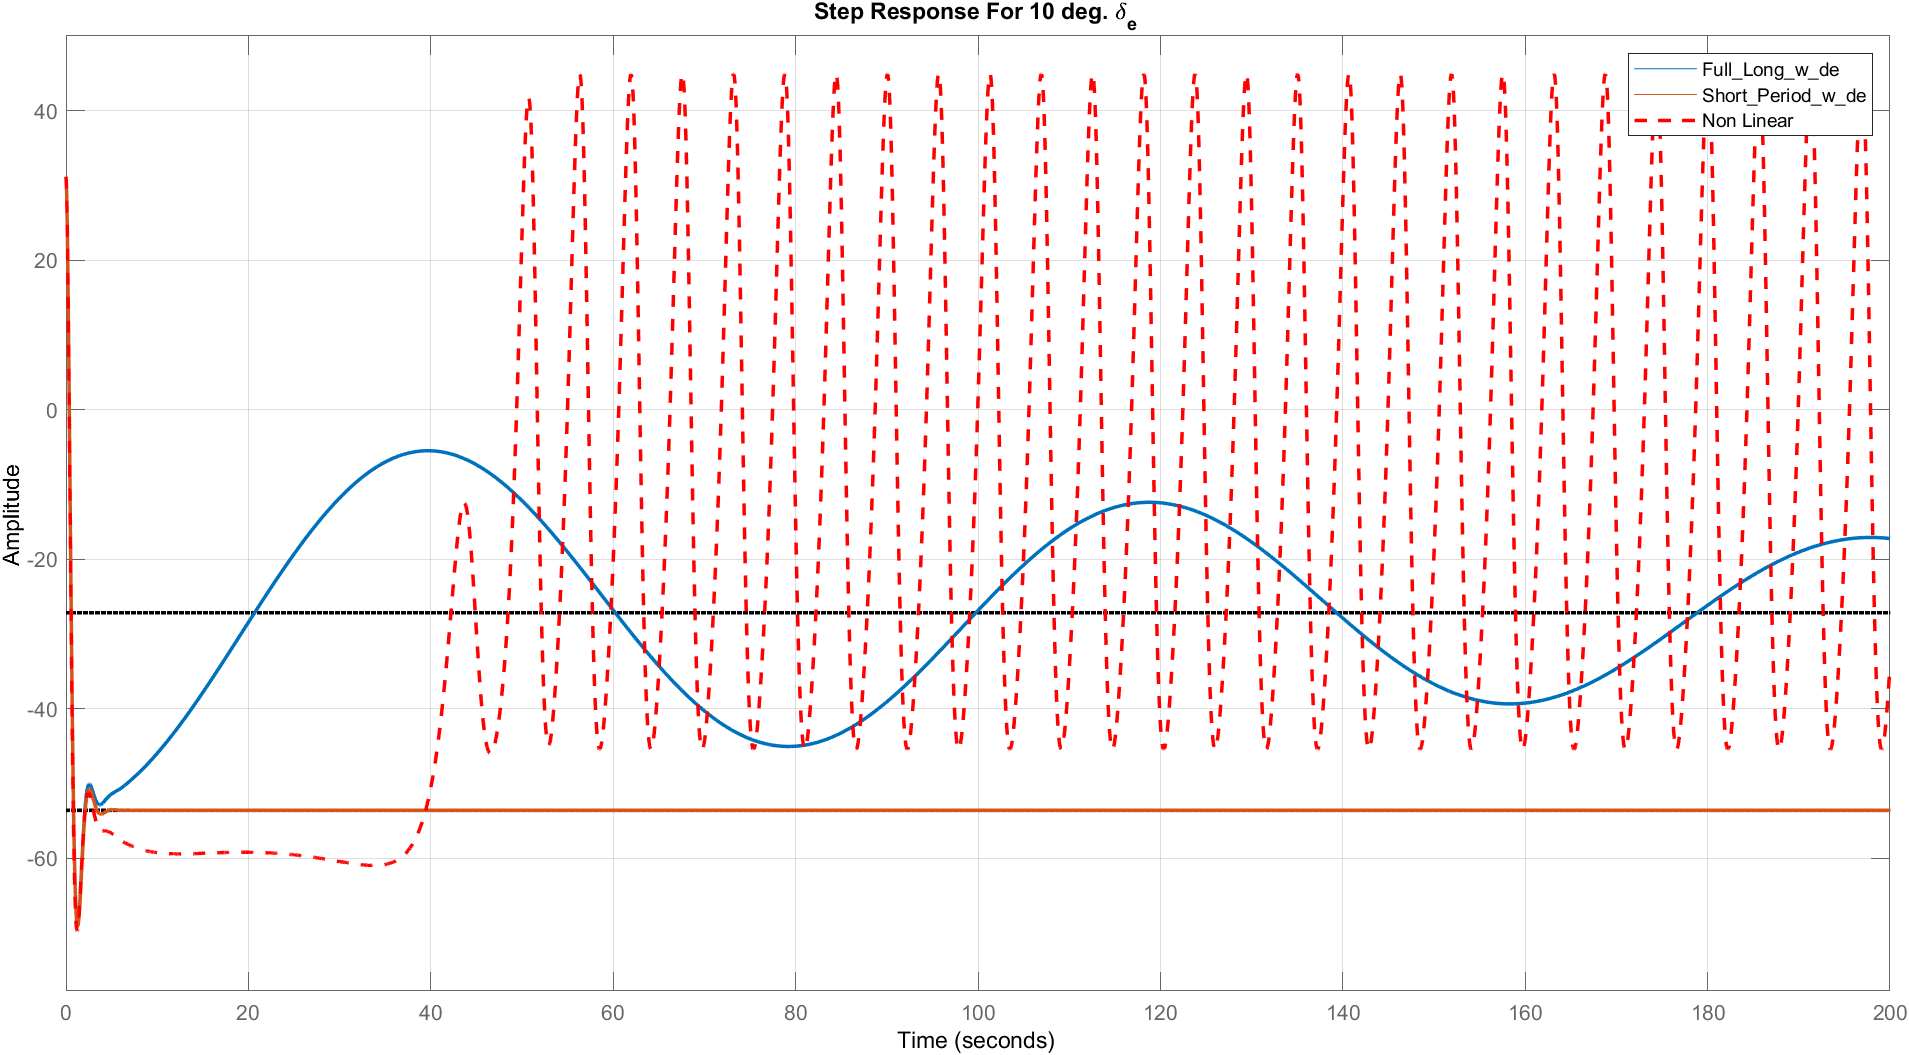 Step Response For 10 deg. δe
Full_Long_w_de
Short_Period_w_de
Non Linear
Amplitude
40
20
0
-20
-40
-60
0 20 40 60 80 100 120 140 160 180 200
Time (seconds)